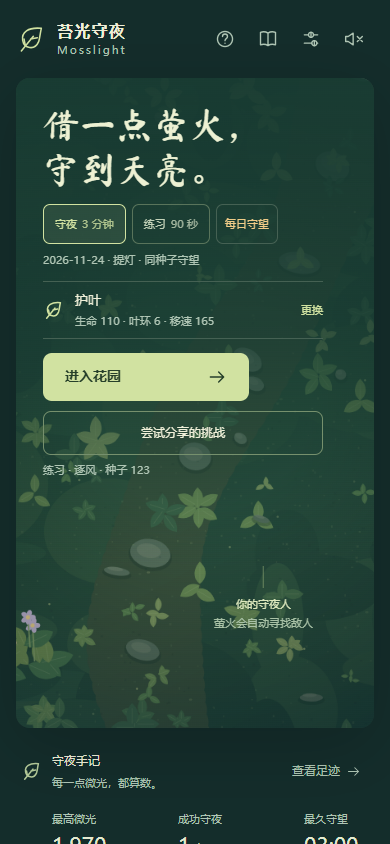 苔光守夜
Mosslight
借一点萤火，
守到天亮。
守夜 3 分钟
练习 90 秒
每日守望
2026-11-24 · 提灯 · 同种子守望
护叶
生命 110 · 叶环 6 · 移速 165
更换
进入花园
尝试分享的挑战
练习 · 逐风 · 种子 123
你的守夜人
萤火会自动寻找敌人
守夜手记
每一点微光，都算数。
查看足迹
最高微光
成功守夜
最久守望
1,970
03:00